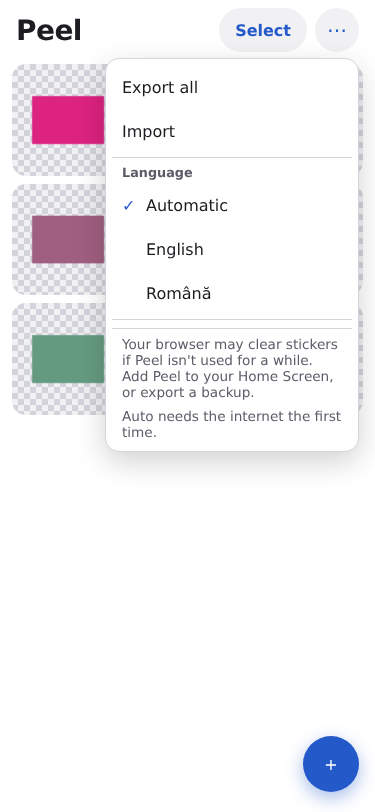 Peel
Select
⋯
Export all
Import
Language
✓ Automatic
English
Română
Your browser may clear stickers
if Peel isn't used for a while.
Add Peel to your Home Screen,
or export a backup.
Auto needs the internet the first
time.
+